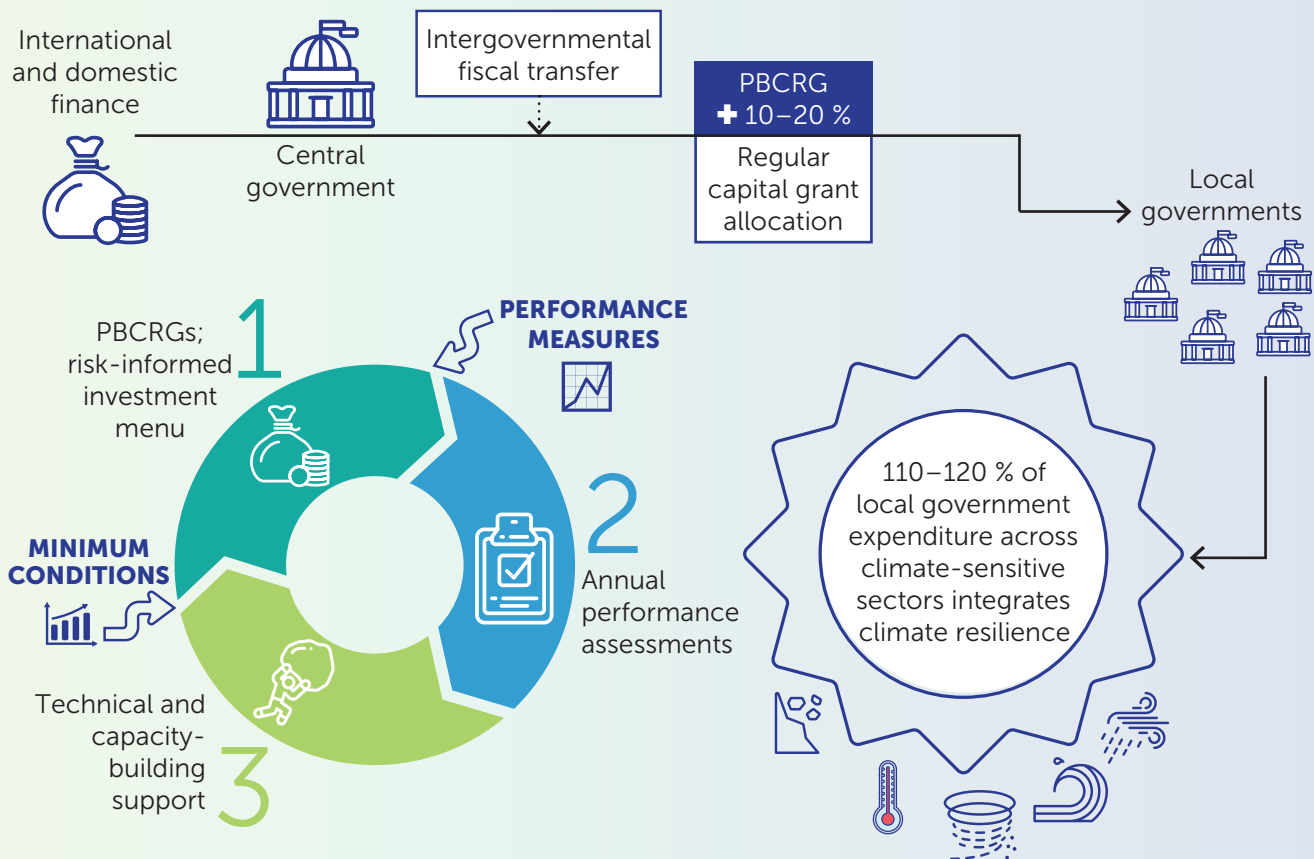 International
and domestic
finance
Central
government
Intergovernmental
fiscal transfer
PBCRG
+ 10–20 %
Regular
capital grant
allocation
Local
governments
1
PBCRGs;
risk-informed
investment
menu
PERFORMANCE
MEASURES
2
Annual
performance
assessments
MINIMUM
CONDITIONS
Technical and
capacity-
building
support
3
110–120 % of
local government
expenditure across
climate-sensitive
sectors integrates
climate resilience